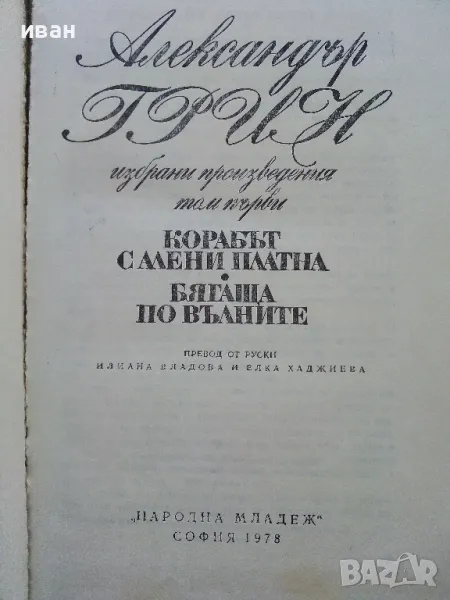 иван
Александър
ГРИН
избрани произведения
том първи
КОРАБЪТ
С АЛЕНИ ПЛАТНА
•
БЯГАЩА
ПО ВЪЛНИТЕ
ПРЕВОД ОТ РУСКИ
ИЛИАНА ВЛАДОВА И ЕЛКА ХАДЖИЕВА
„НАРОДНА МЛАДЕЖ"
СОФИЯ 1978
BAZAR